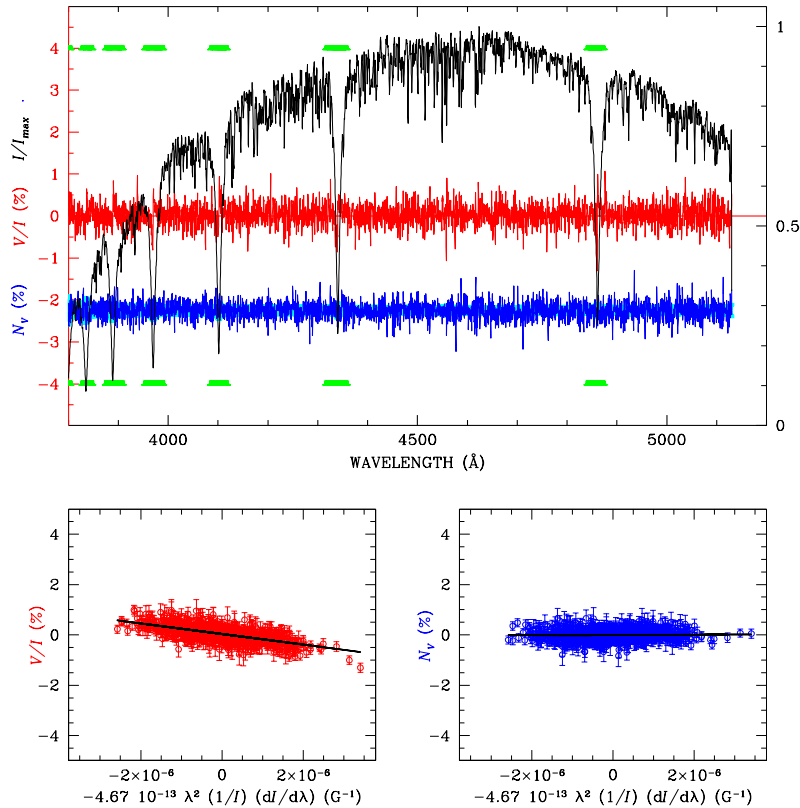 I/Imax .
V/I (%)
Nv (%)
4
3
2
1
0
−1
−2
−3
−4
1
0.5
0
4000 4500 5000
WAVELENGTH (Å)
V/I (%)
4
2
0
−2
−4
−2×10⁻⁶ 0 2×10⁻⁶
−4.67 10⁻¹³ λ² (1/I) (dI/dλ) (G⁻¹)
Nv (%)
4
2
0
−2
−4
−2×10⁻⁶ 0 2×10⁻⁶
−4.67 10⁻¹³ λ² (1/I) (dI/dλ) (G⁻¹)